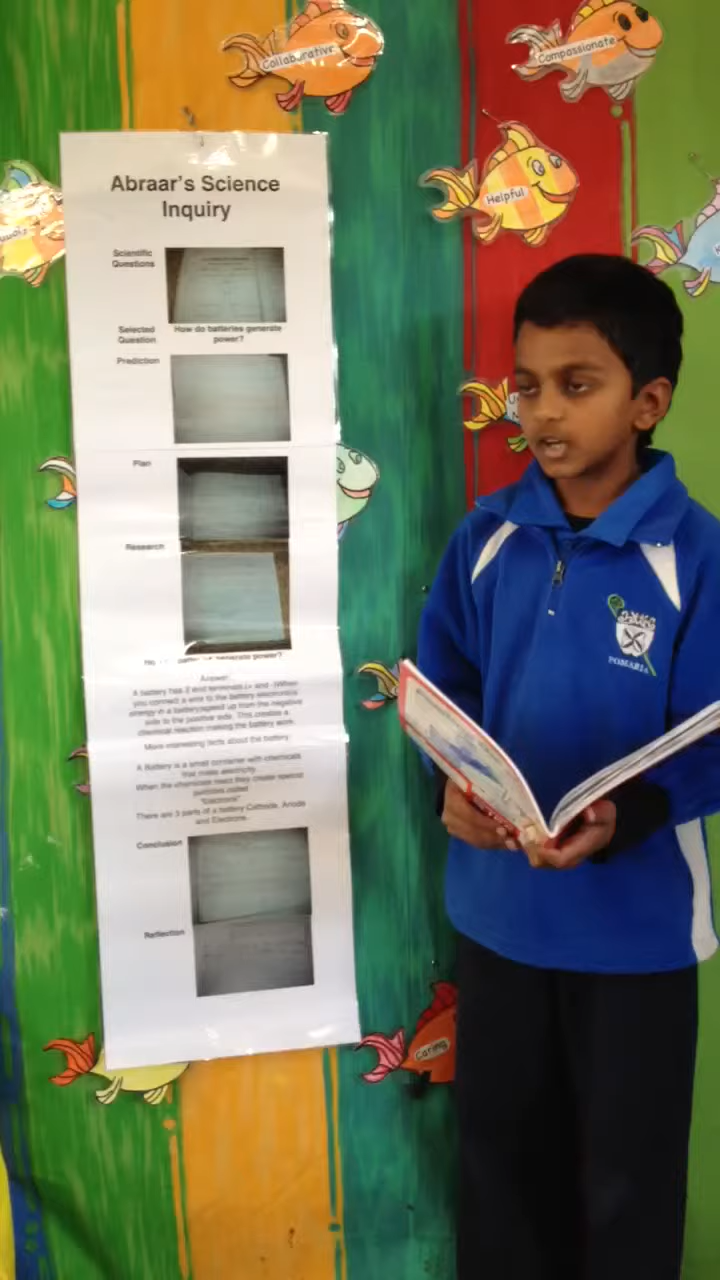 Collaborative
Compassionate
Helpful
Abraar's Science
Inquiry
Scientific
Questions
Selected
Question
How do batteries generate
power?
Prediction
Plan
Research
generate power?
Answer:
A battery has 2 end terminals (+ and -)When
you connect a wire to the battery electronics
energy in a battery speed up from the negative
side to the positive side. This creates a
chemical reaction making the battery work.
More interesting facts about the battery:
A Battery is a small container with chemicals
that make electricity.
When the chemicals react they create special
particles called
"Electrons"
There are 3 parts of a battery Cathode, Anode
and Electrons.
Conclusion
Reflection
POMARIA
Caring